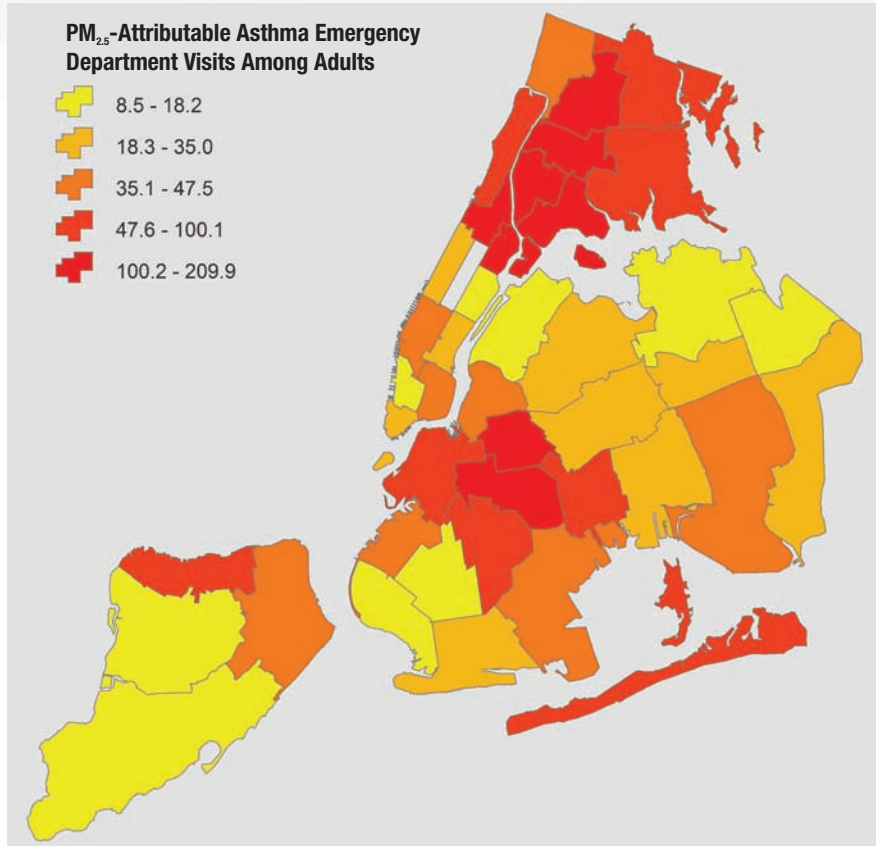 PM2.5-Attributable Asthma Emergency
Department Visits Among Adults
8.5 - 18.2
18.3 - 35.0
35.1 - 47.5
47.6 - 100.1
100.2 - 209.9